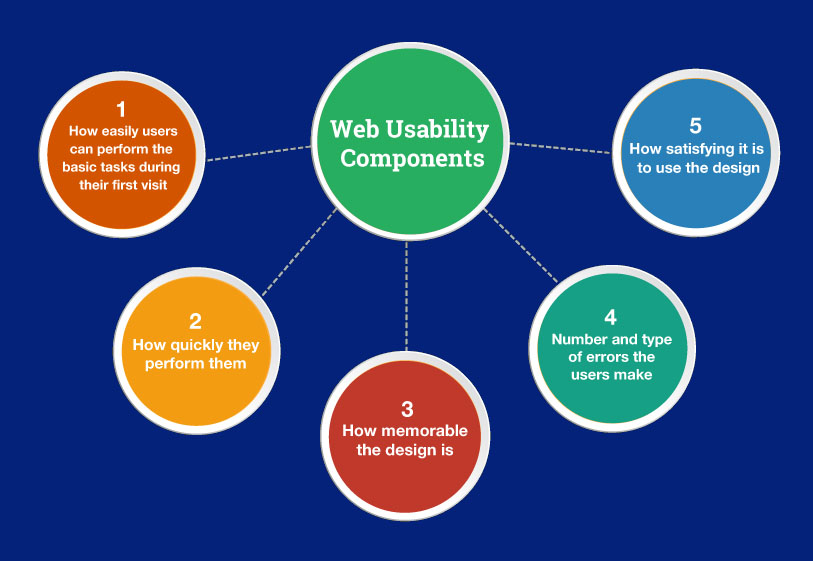 Web Usability
Components
1
How easily users
can perform the
basic tasks during
their first visit
2
How quickly they
perform them
3
How memorable
the design is
4
Number and type
of errors the
users make
5
How satisfying it is
to use the design